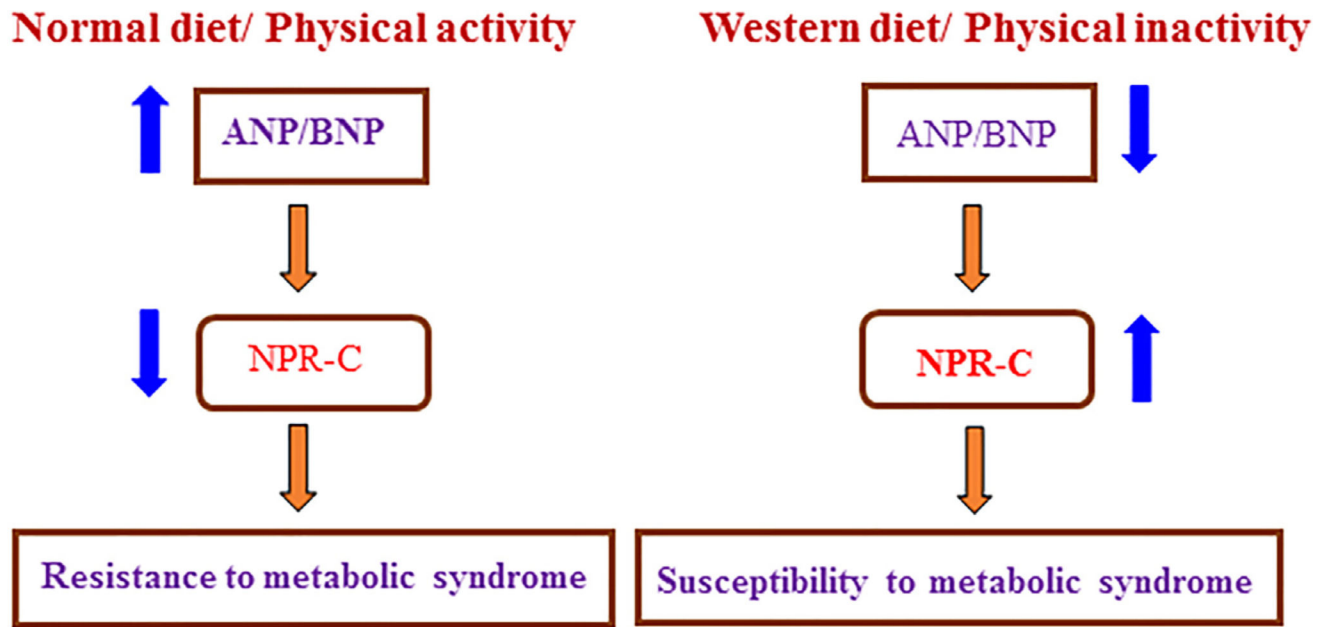 Normal diet/ Physical activity
Western diet/ Physical inactivity
ANP/BNP
ANP/BNP
NPR-C
NPR-C
Resistance to metabolic syndrome
Susceptibility to metabolic syndrome